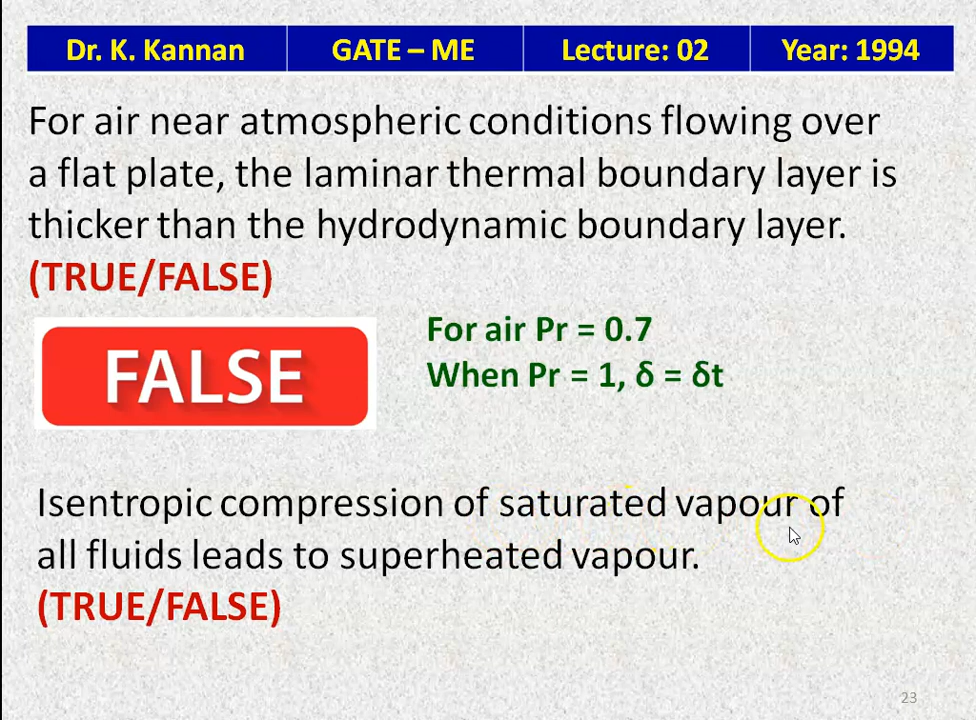 Dr. K. Kannan GATE – ME Lecture: 02 Year: 1994
For air near atmospheric conditions flowing over
a flat plate, the laminar thermal boundary layer is
thicker than the hydrodynamic boundary layer.
(TRUE/FALSE)
FALSE
For air Pr = 0.7
When Pr = 1, δ = δt
Isentropic compression of saturated vapour of
all fluids leads to superheated vapour.
(TRUE/FALSE)
23